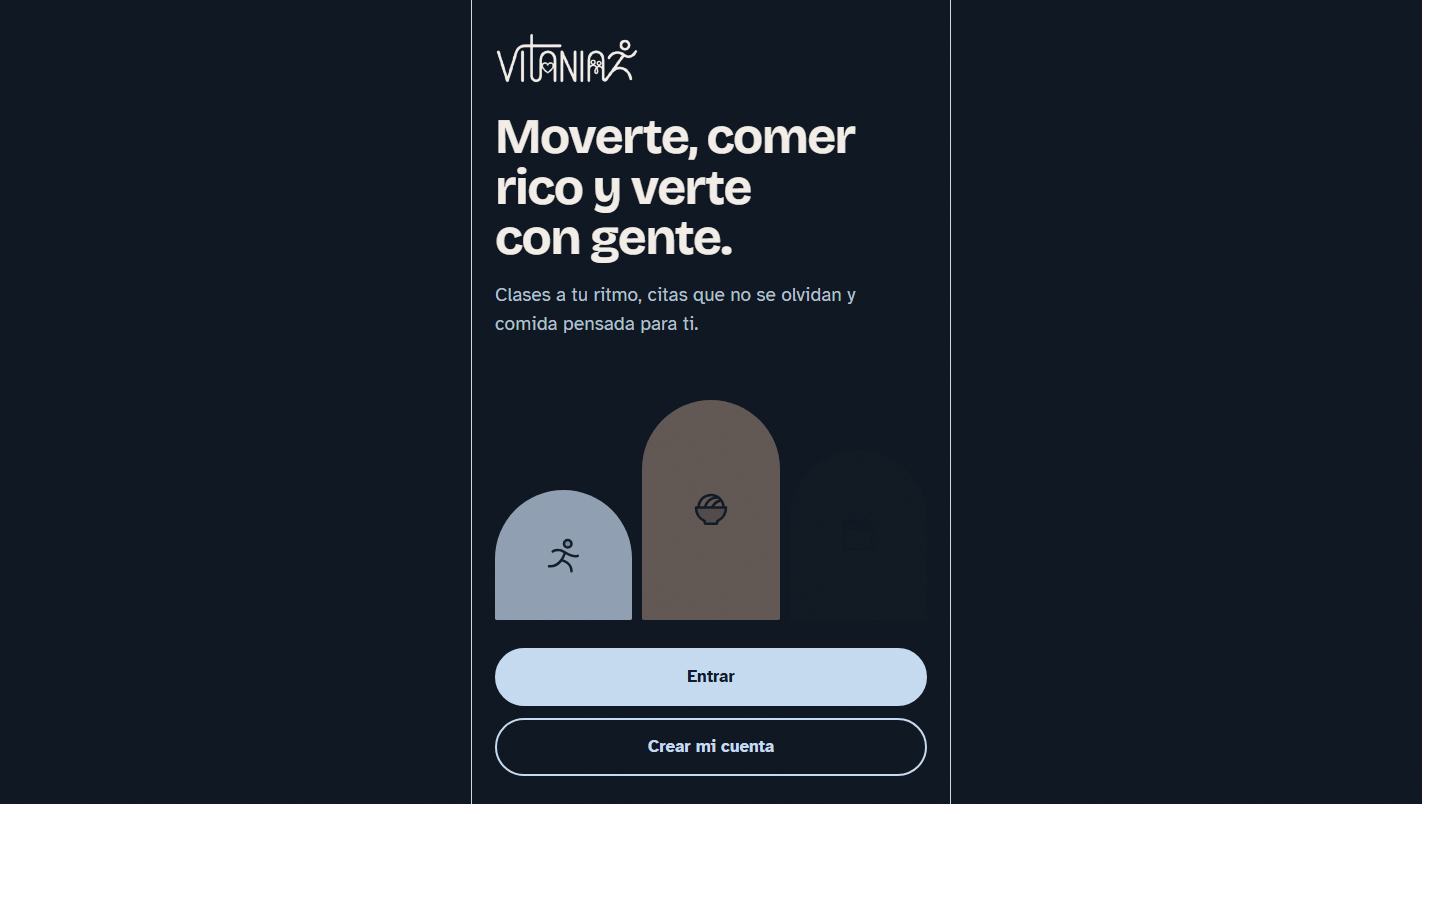 VITANIA
Moverte, comer
rico y verte
con gente.
Clases a tu ritmo, citas que no se olvidan y
comida pensada para ti.
Entrar
Crear mi cuenta